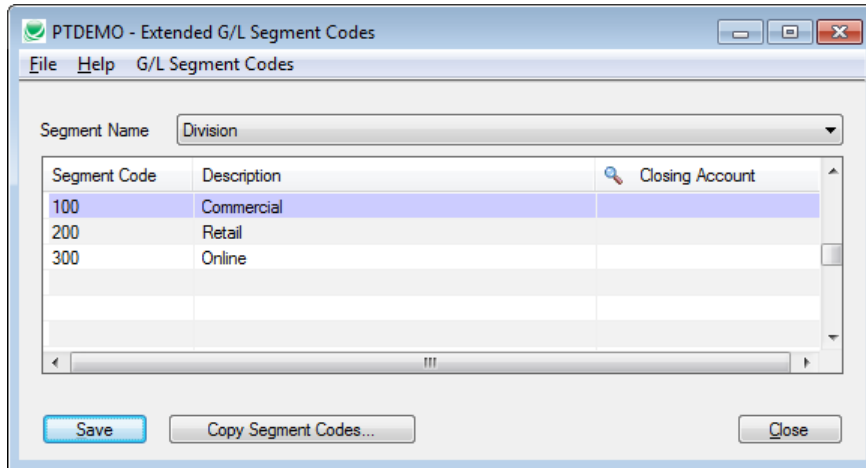 PTDEMO - Extended G/L Segment Codes
File Help G/L Segment Codes
Segment Name Division
Segment Code Description Closing Account
100 Commercial
200 Retail
300 Online
Save Copy Segment Codes... Close